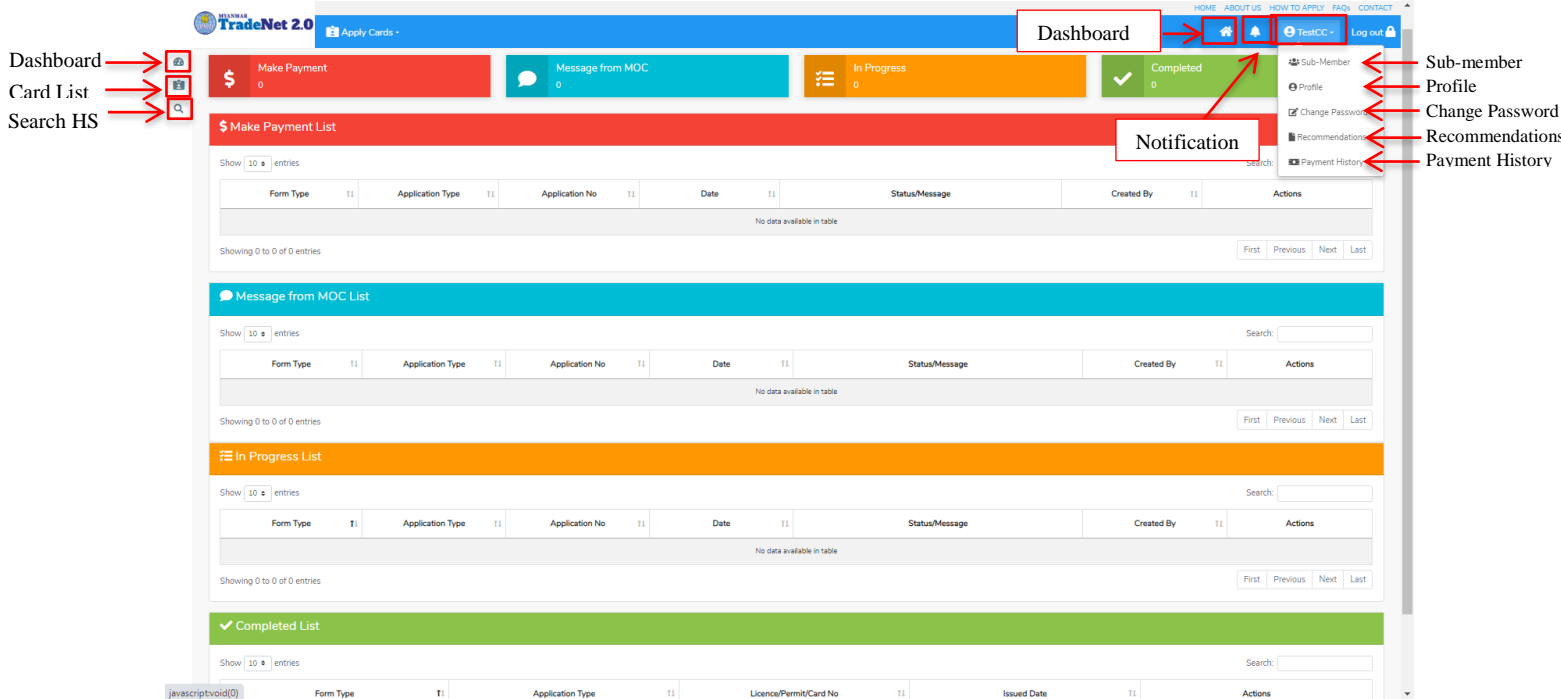 HOME ABOUT US HOW TO APPLY FAQs CONTACT
MYANMAR
TradeNet 2.0
Apply Cards
Dashboard
TestCC
Log out
Dashboard
Card List
Search HS
Make Payment
0
Message from MOC
0
In Progress
0
Completed
0
Sub-Member
Profile
Change Password
Recommendations
Payment History
Sub-member
Profile
Change Password
Recommendations
Payment History
Notification
$ Make Payment List
Show 10 entries
Search:
Form Type Application Type Application No Date Status/Message Created By Actions
No data available in table
Showing 0 to 0 of 0 entries
First Previous Next Last
Message from MOC List
Show 10 entries
Search:
Form Type Application Type Application No Date Status/Message Created By Actions
No data available in table
Showing 0 to 0 of 0 entries
First Previous Next Last
In Progress List
Show 10 entries
Search:
Form Type Application Type Application No Date Status/Message Created By Actions
No data available in table
Showing 0 to 0 of 0 entries
First Previous Next Last
Completed List
Show 10 entries
Search:
javascript:void(0)
Form Type Application Type Licence/Permit/Card No Issued Date Actions